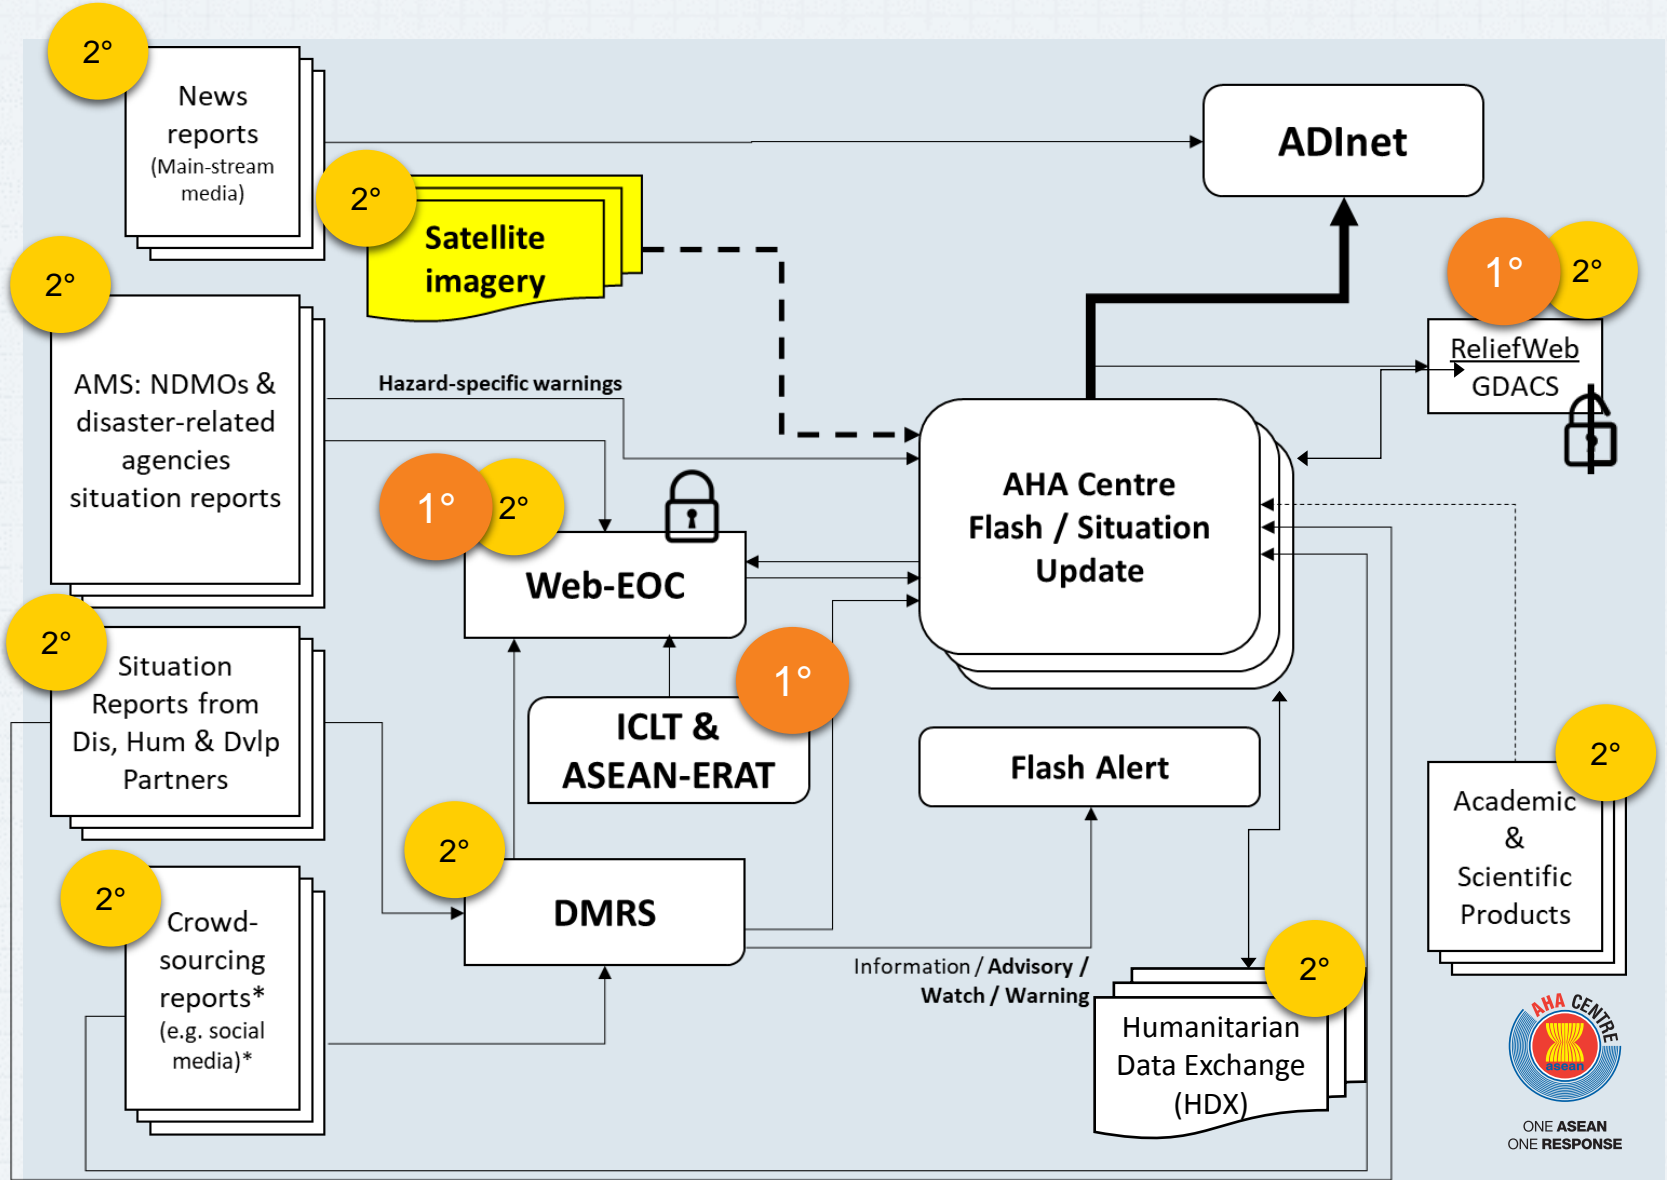 2°
News
reports
(Main-stream
media)
ADInet
2°
Satellite
imagery
1°
2°
ReliefWeb
GDACS
2°
AMS: NDMOs &
disaster-related
agencies
situation reports
Hazard-specific warnings
1°
2°
Web-EOC
AHA Centre
Flash / Situation
Update
2°
Situation
Reports from
Dis, Hum & Dvlp
Partners
1°
ICLT &
ASEAN-ERAT
Flash Alert
2°
Academic
&
Scientific
Products
2°
DMRS
2°
Crowd-
sourcing
reports*
(e.g. social
media)*
Information / Advisory /
Watch / Warning
2°
Humanitarian
Data Exchange
(HDX)
AHA CENTRE
asean
ONE ASEAN
ONE RESPONSE